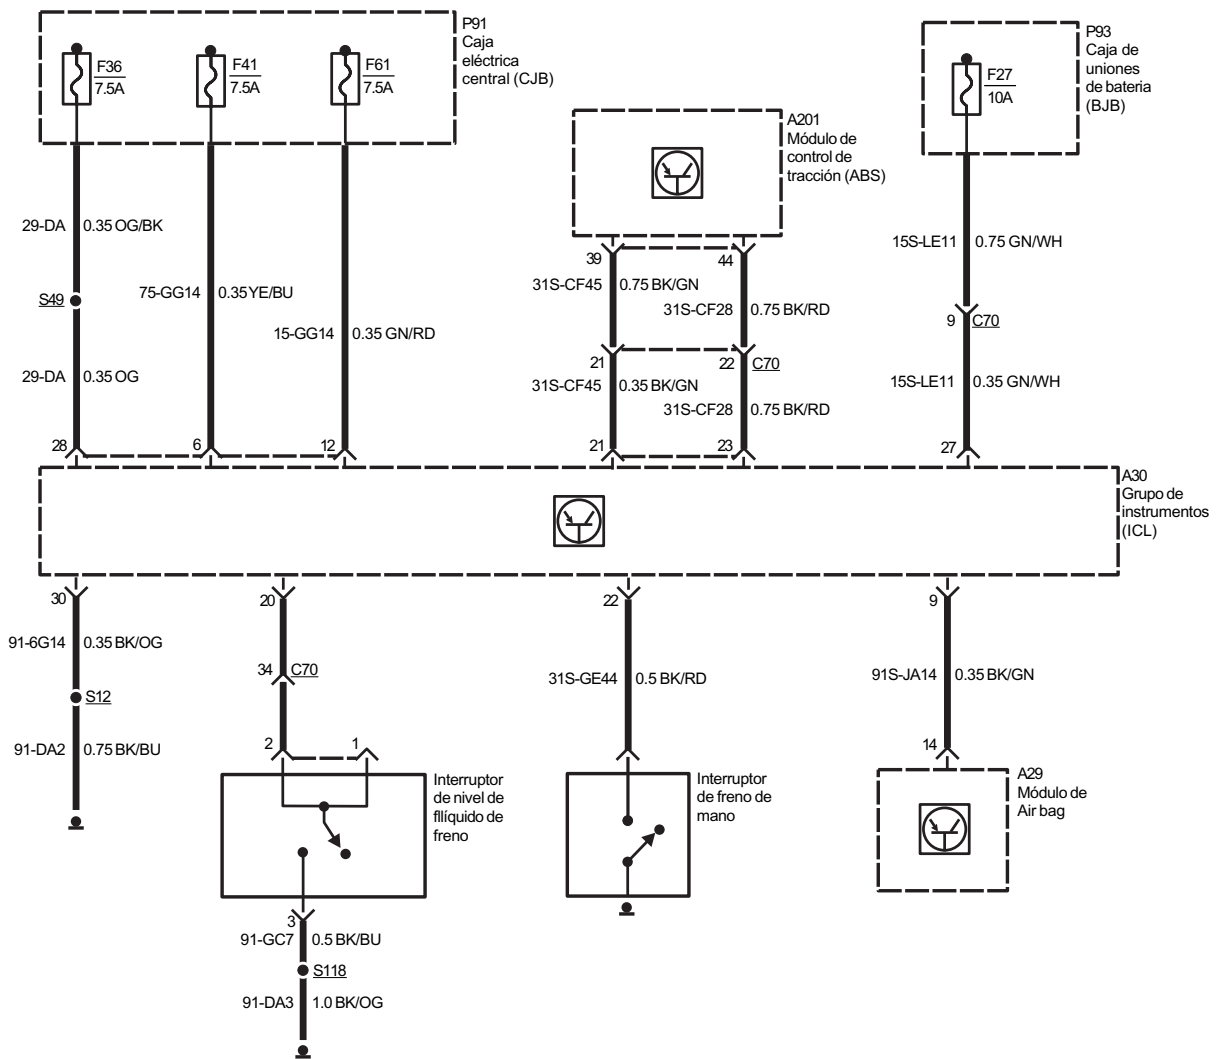 P91
Caja
eléctrica
central (CJB)
F36
7.5A
F41
7.5A
F61
7.5A
P93
Caja de
uniones
de bateria
(BJB)
F27
10A
A201
Módulo de
control de
tracción (ABS)
29-DA 0.35 OG/BK
S49
29-DA 0.35 OG
75-GG14 0.35 YE/BU
15-GG14 0.35 GN/RD
39 44
31S-CF45 0.75 BK/GN
31S-CF28 0.75 BK/RD
21 22 C70
31S-CF45 0.35 BK/GN
31S-CF28 0.75 BK/RD
15S-LE11 0.75 GN/WH
9 C70
15S-LE11 0.35 GN/WH
28 6 12 21 23 27
A30
Grupo de
instrumentos
(ICL)
30 20 22 9
91-6G14 0.35 BK/OG
S12
91-DA2 0.75 BK/BU
34 C70
2 1
31S-GE44 0.5 BK/RD
91S-JA14 0.35 BK/GN
14
Interruptor
de nivel de
fllíquido de
freno
Interruptor
de freno de
mano
A29
Módulo de
Air bag
3
91-GC7 0.5 BK/BU
S118
91-DA3 1.0 BK/OG